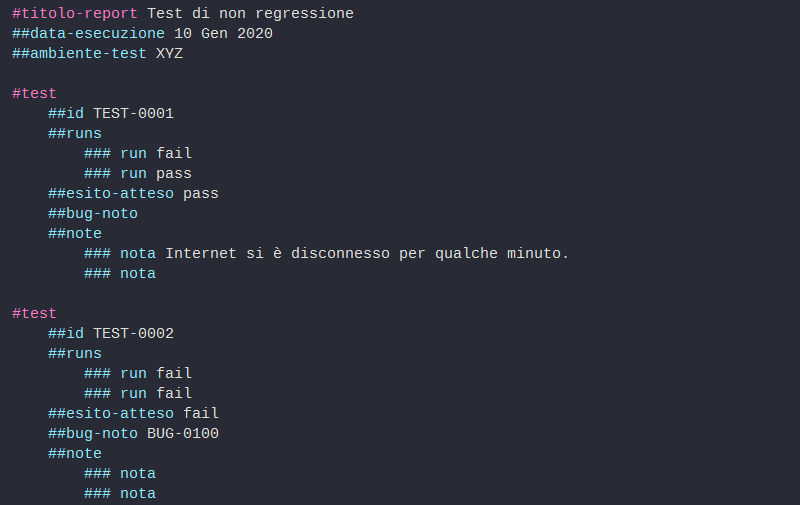 #titolo-report Test di non regressione
##data-esecuzione 10 Gen 2020
##ambiente-test XYZ

#test
    ##id TEST-0001
    ##runs
        ### run fail
        ### run pass
    ##esito-atteso pass
    ##bug-noto
    ##note
        ### nota Internet si è disconnesso per qualche minuto.
        ### nota

#test
    ##id TEST-0002
    ##runs
        ### run fail
        ### run fail
    ##esito-atteso fail
    ##bug-noto BUG-0100
    ##note
        ### nota
        ### nota